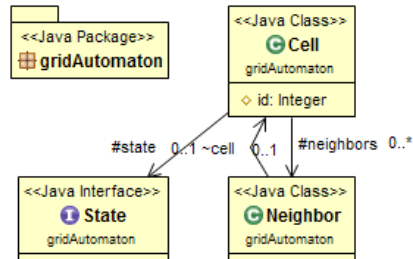 <<Java Package>>
gridAutomaton
<<Java Class>>
C Cell
gridAutomaton
id: Integer
#state 0..1 ~cell 0..1 #neighbors 0..*
<<Java Interface>>
I State
gridAutomaton
<<Java Class>>
C Neighbor
gridAutomaton